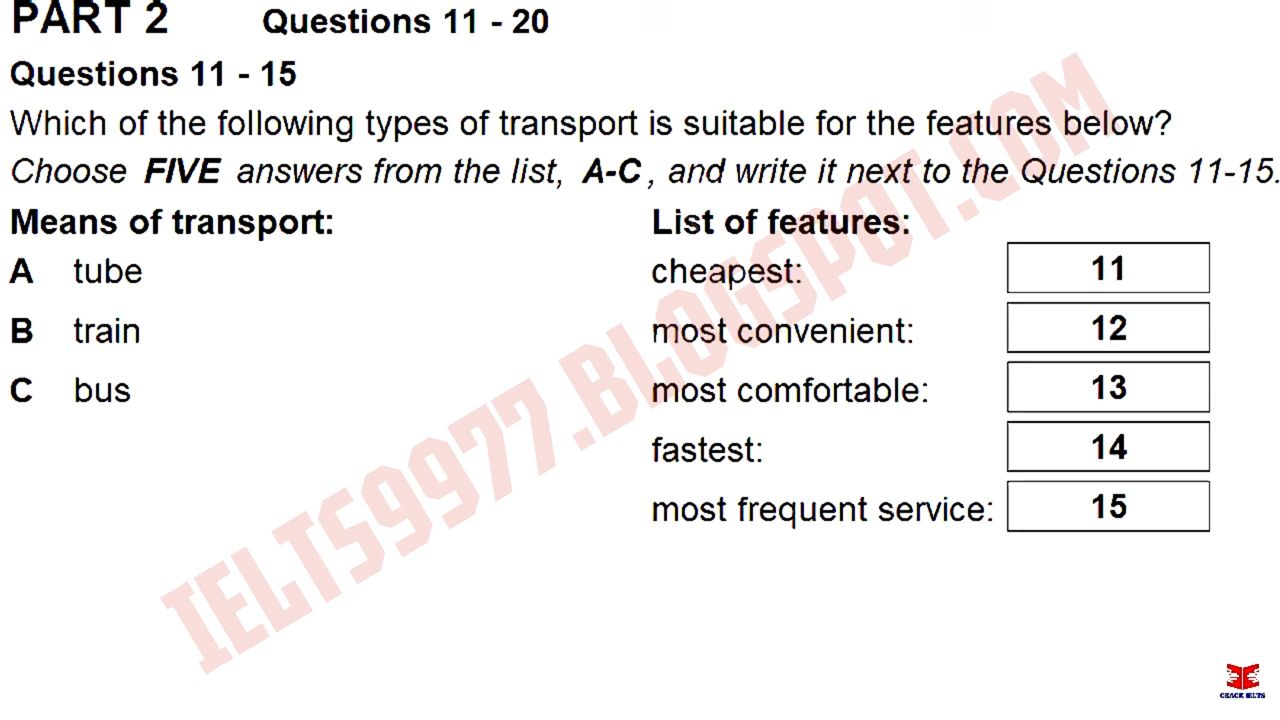 PART 2 Questions 11 - 20
Questions 11 - 15
Which of the following types of transport is suitable for the features below?
Choose FIVE answers from the list, A-C, and write it next to the Questions 11-15.
Means of transport: List of features:
A tube cheapest: 11
B train most convenient: 12
C bus most comfortable: 13
fastest: 14
most frequent service: 15
IELTS9977.BLOGSPOT.COM
CRACK IELTS